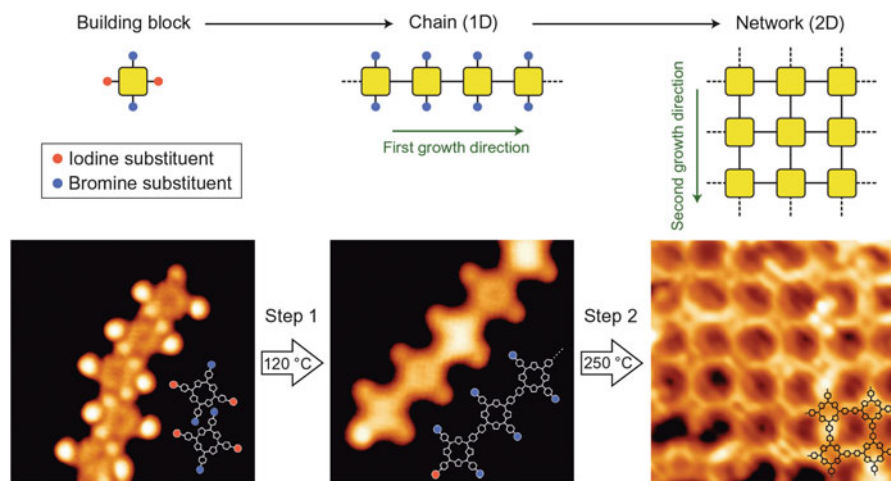 Building block
Chain (1D)
Network (2D)
First growth direction
Second growth direction
Iodine substituent
Bromine substituent
Step 1
120 °C
Step 2
250 °C